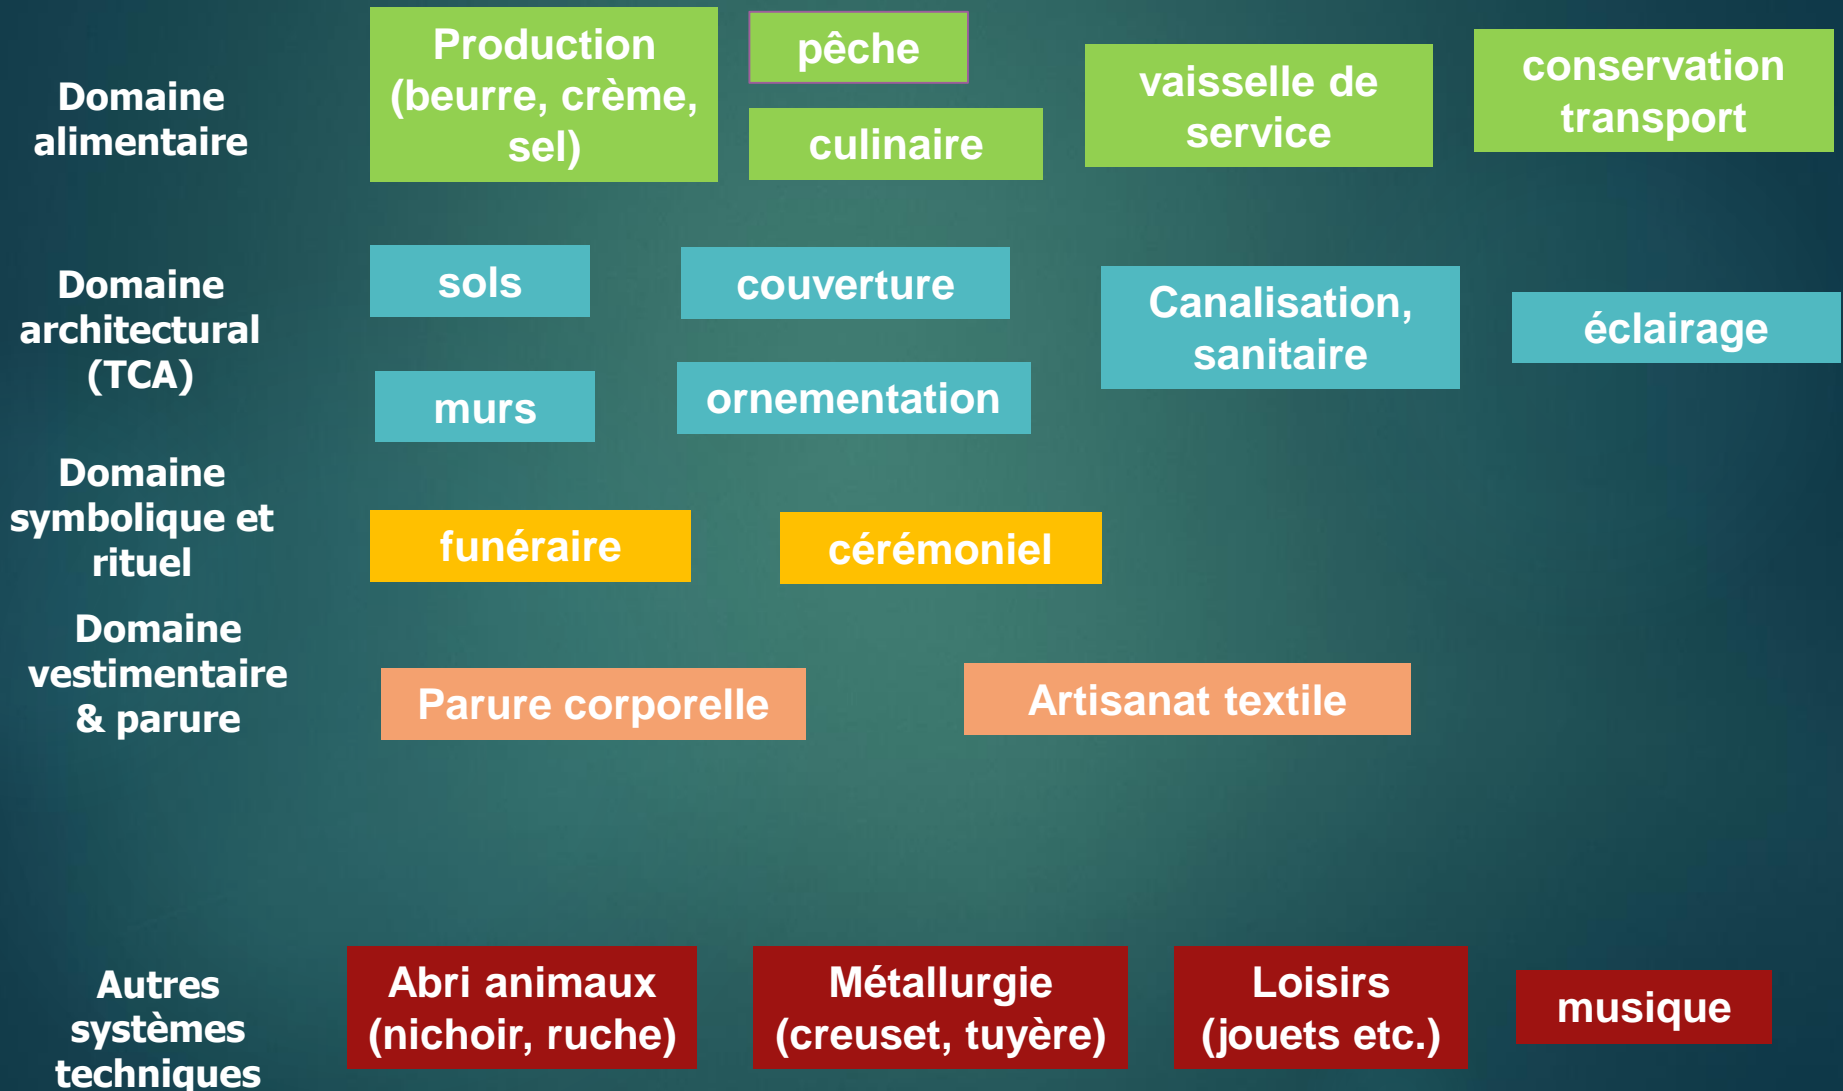 Domaine
alimentaire
Production
(beurre, crème,
sel)
pêche
culinaire
vaisselle de
service
conservation
transport
Domaine
architectural
(TCA)
sols
murs
couverture
ornementation
Canalisation,
sanitaire
éclairage
Domaine
symbolique et
rituel
funéraire
cérémoniel
Domaine
vestimentaire
& parure
Parure corporelle
Artisanat textile
Autres
systèmes
techniques
Abri animaux
(nichoir, ruche)
Métallurgie
(creuset, tuyère)
Loisirs
(jouets etc.)
musique